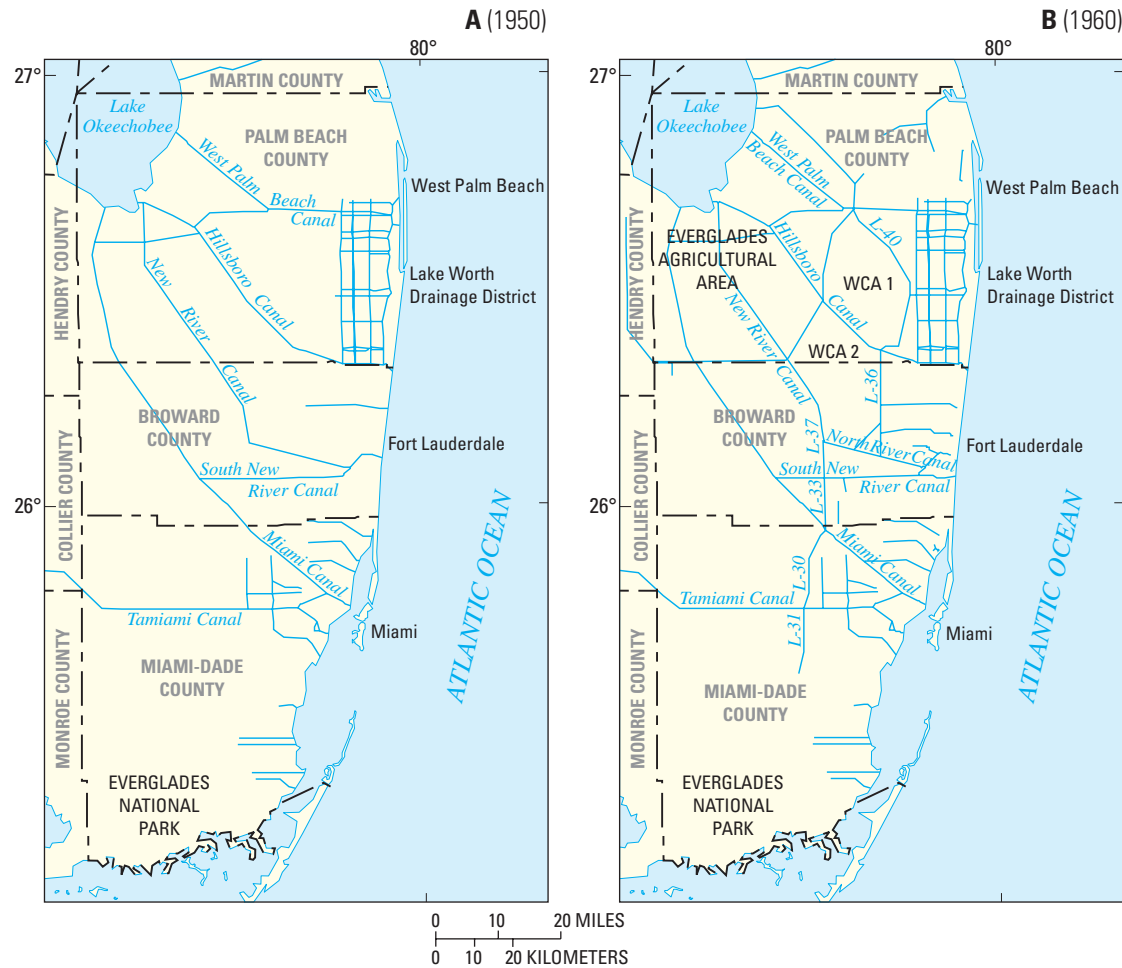 A (1950)
80°
27°
MARTIN COUNTY
Lake
Okeechobee
PALM BEACH
COUNTY
West Palm
Beach
Canal
West Palm Beach
HENDRY COUNTY
Hillsboro
Canal
New
River
Canal
Lake Worth
Drainage District
BROWARD
COUNTY
Fort Lauderdale
South New
River Canal
26°
COLLIER COUNTY
Miami Canal
Tamiami Canal
Miami
ATLANTIC OCEAN
MIAMI-DADE
COUNTY
MONROE COUNTY
EVERGLADES
NATIONAL
PARK
B (1960)
80°
27°
MARTIN COUNTY
Lake
Okeechobee
PALM BEACH
COUNTY
West Palm
Beach Canal
West Palm Beach
L-40
HENDRY COUNTY
EVERGLADES
AGRICULTURAL
AREA
Hillsboro
Canal
WCA 1
Lake Worth
Drainage District
New River
Canal
WCA 2
L-36
BROWARD
COUNTY
L-37
North River Canal
Fort Lauderdale
South New
River Canal
L-33
26°
COLLIER COUNTY
Miami Canal
L-30
Tamiami Canal
L-31
Miami
ATLANTIC OCEAN
MIAMI-DADE
COUNTY
MONROE COUNTY
EVERGLADES
NATIONAL
PARK
0 10 20 MILES
0 10 20 KILOMETERS